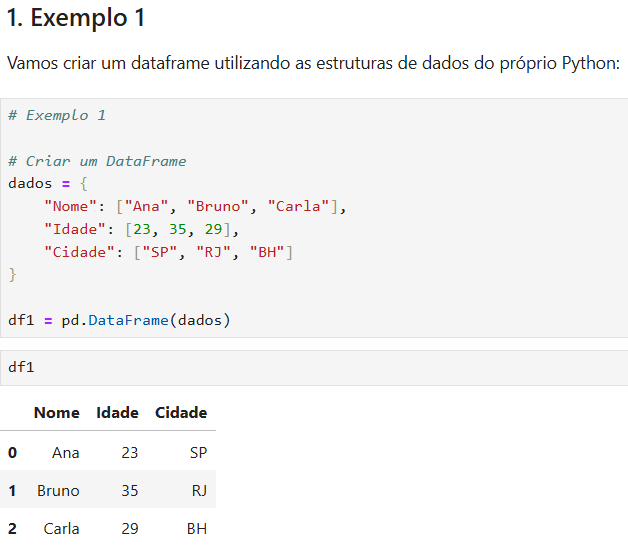 1. Exemplo 1
Vamos criar um dataframe utilizando as estruturas de dados do próprio Python:
# Exemplo 1
# Criar um DataFrame
dados = {
    "Nome": ["Ana", "Bruno", "Carla"],
    "Idade": [23, 35, 29],
    "Cidade": ["SP", "RJ", "BH"]
}
df1 = pd.DataFrame(dados)
df1
Nome Idade Cidade
0 Ana 23 SP
1 Bruno 35 RJ
2 Carla 29 BH